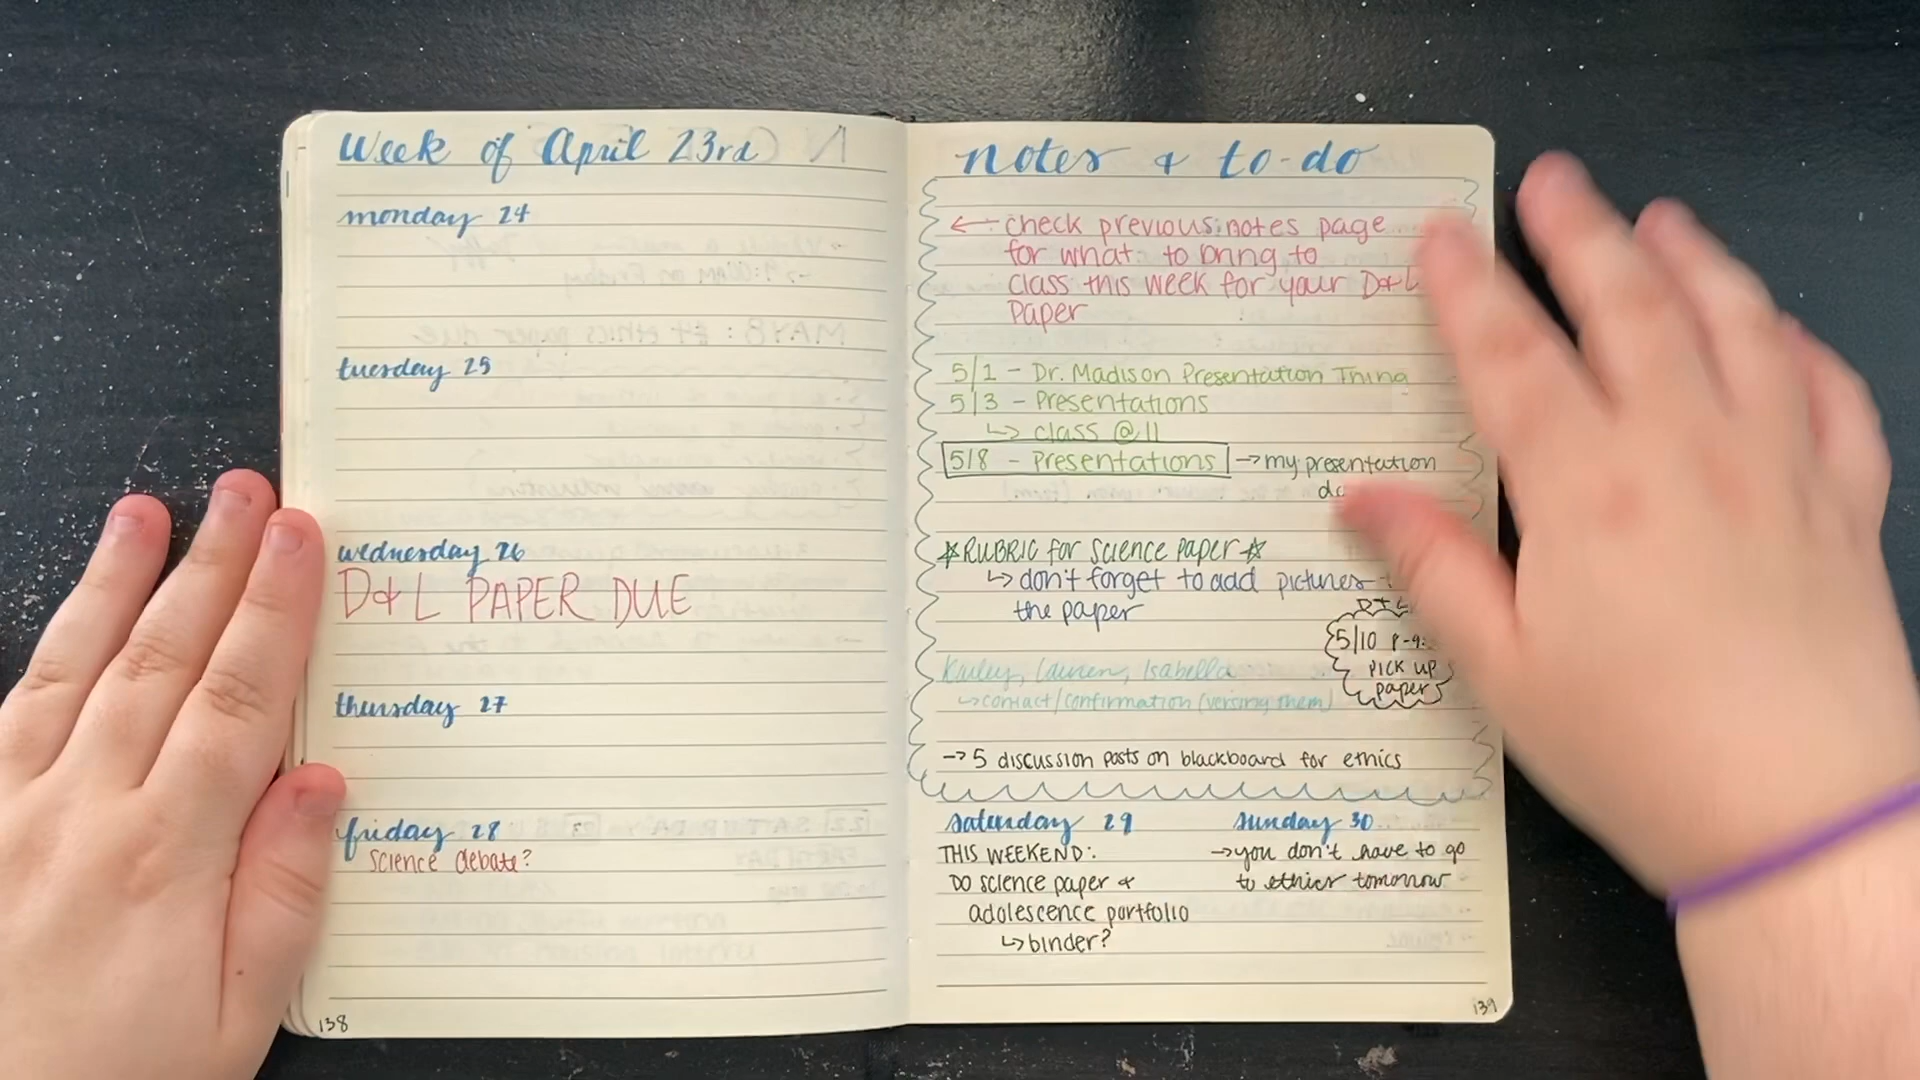 Week of April 23rd
monday 24
tuesday 25
wednesday 26
D+L PAPER DUE
thursday 27
friday 28
science debate?
138
notes + to-do
← check previous notes page
for what to bring to
class this week for your D+L
Paper
5/1 - Dr. Madison Presentation Thing
5/3 - Presentations
↳ class @ 11
5/8 - Presentations → my presentation
☆RUBRIC for science paper☆
↳ don't forget to add pictures
the paper
D+L
5/10 8-9:
PICK UP
paper
Kailey, Lauren, Isabella
↳ contact/confirmation (versing them)
→ 5 discussion posts on blackboard for ethics
saturday 29
THIS WEEKEND:
DO science paper +
adolescence portfolio
↳ binder?
sunday 30
→ you don't have to go
to ethics tomorrow
139